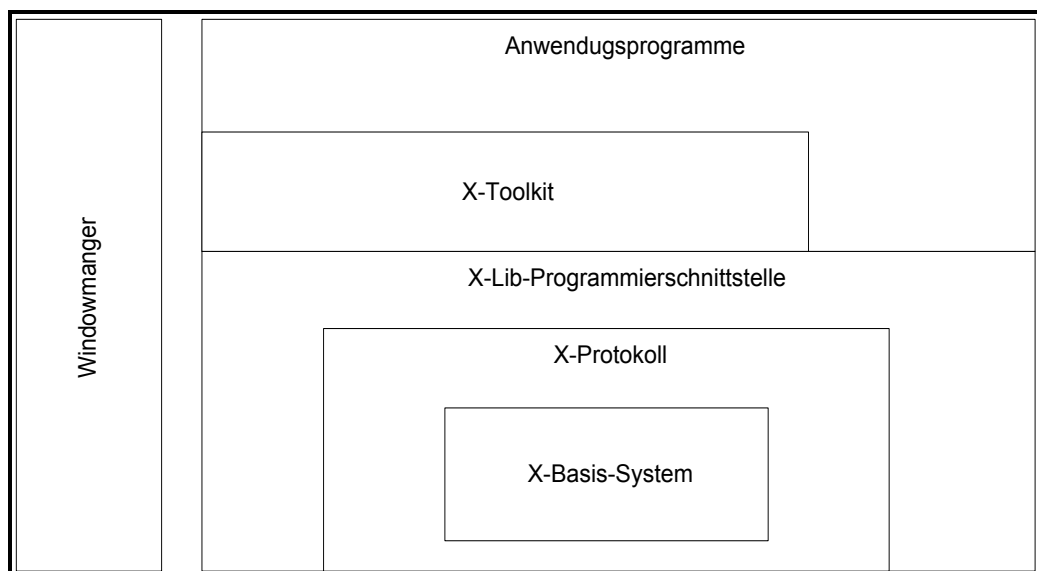 Windowmanger
Anwendugsprogramme
X-Toolkit
X-Lib-Programmierschnittstelle
X-Protokoll
X-Basis-System